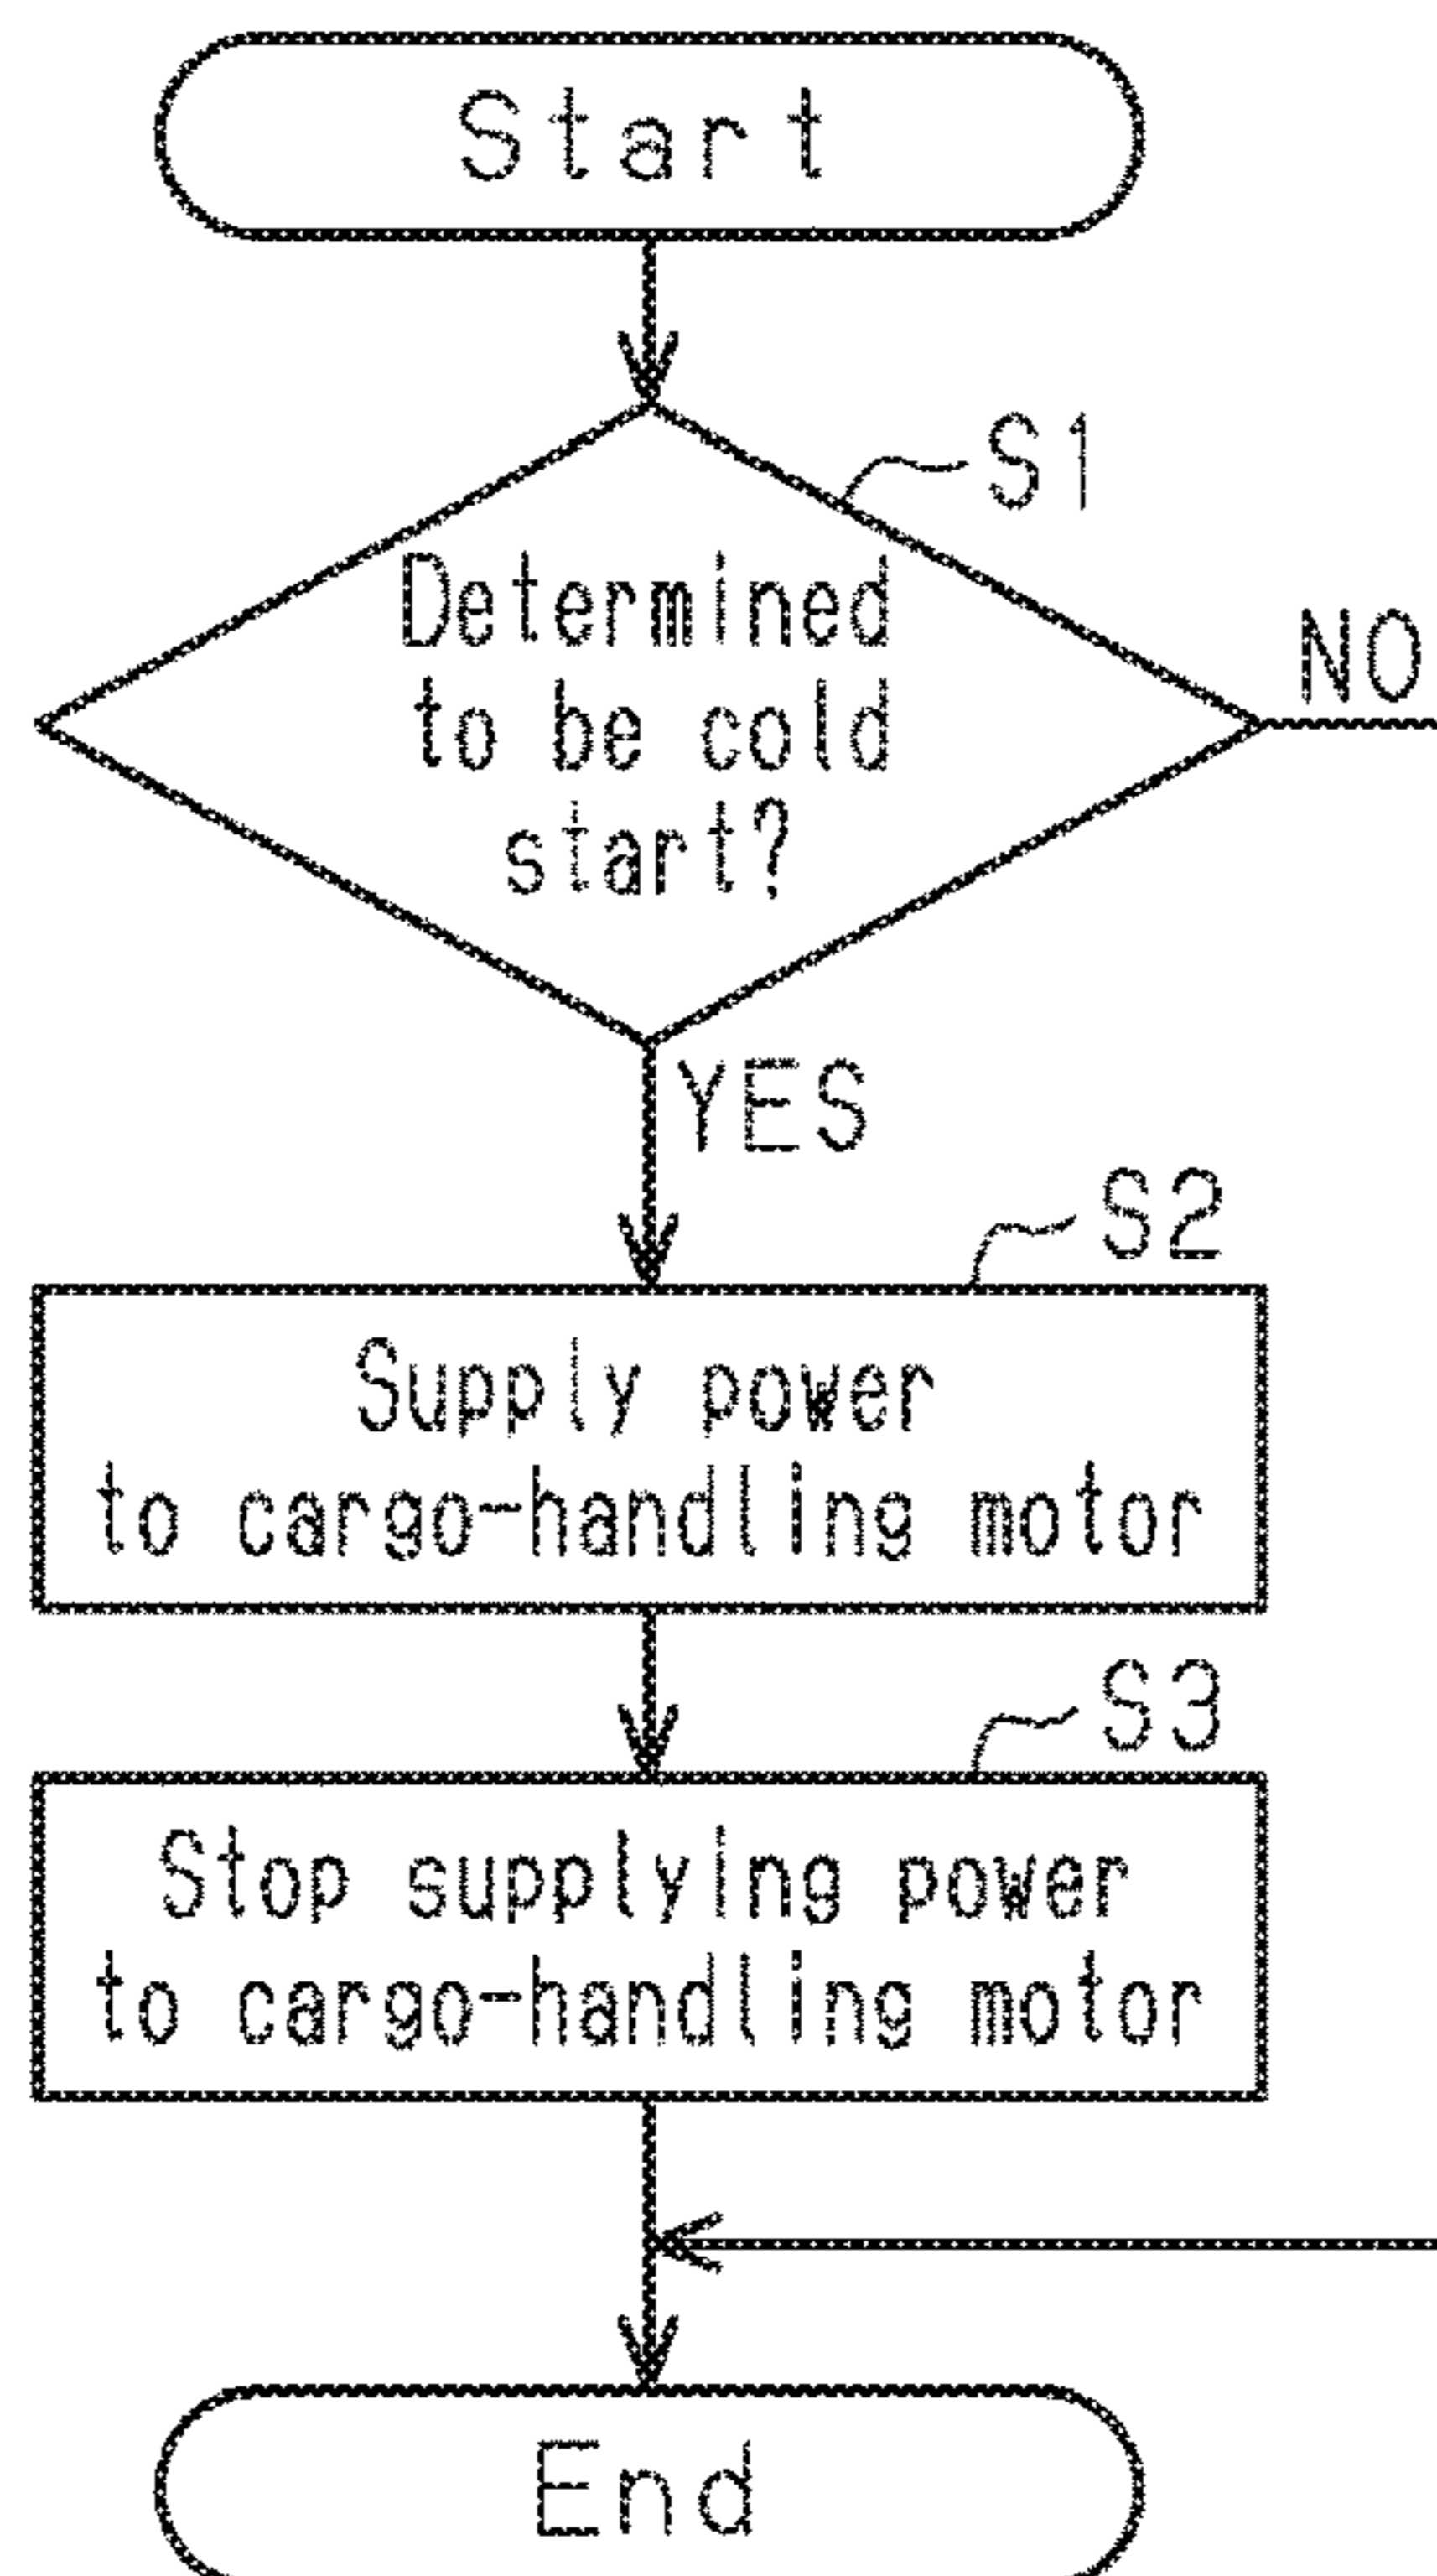 Start
S1
Determined
to be cold
start?
NO
YES
S2
Supply power
to cargo-handling motor
S3
Stop supplying power
to cargo-handling motor
End